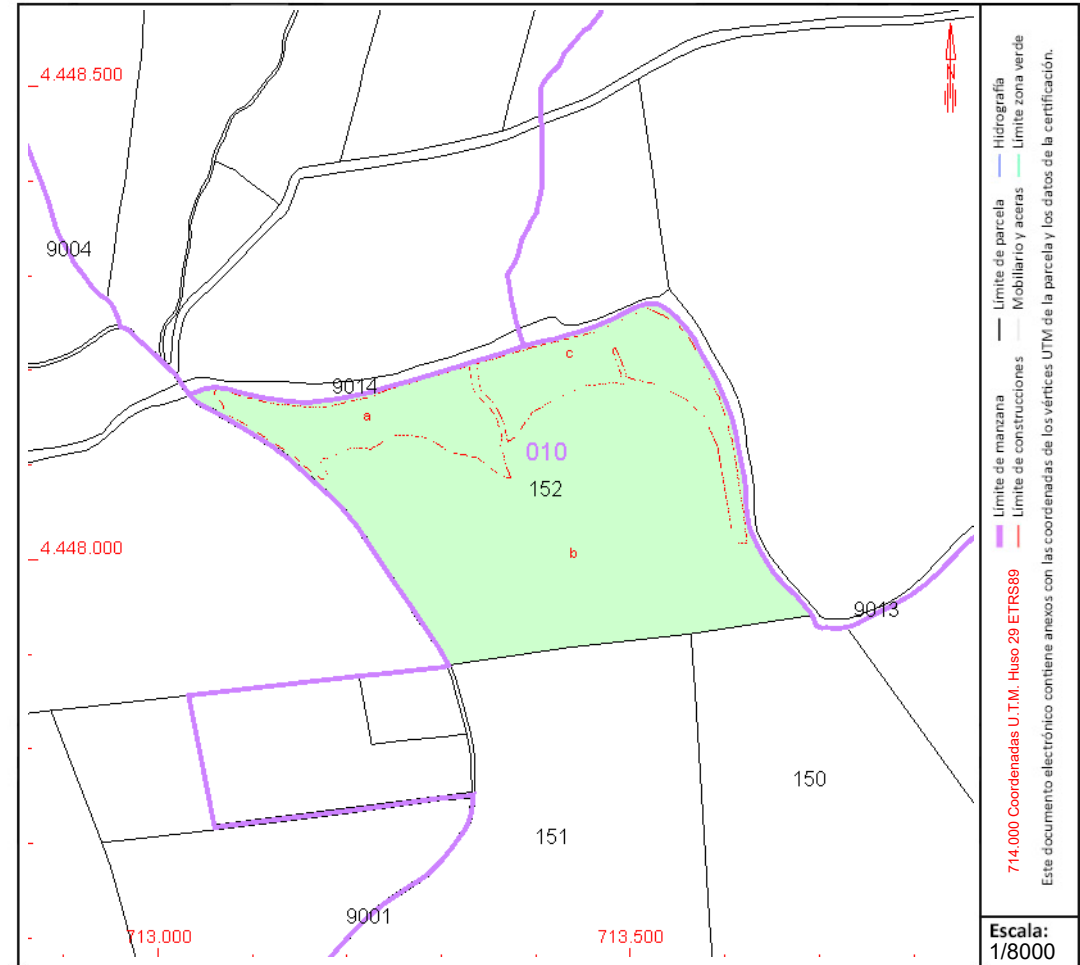 4.448.500
9004
9014
c
a
010
152
4.448.000
b
9013
150
151
9001
713.000
713.500
N
Límite de manzana
Límite de parcela
Hidrografía
714.000 Coordenadas U.T.M. Huso 29 ETRS89
Límite de construcciones
Mobiliario y aceras
Límite zona verde
Este documento electrónico contiene anexos con las coordenadas de los vértices UTM de la parcela y los datos de la certificación.
Escala:
1/8000